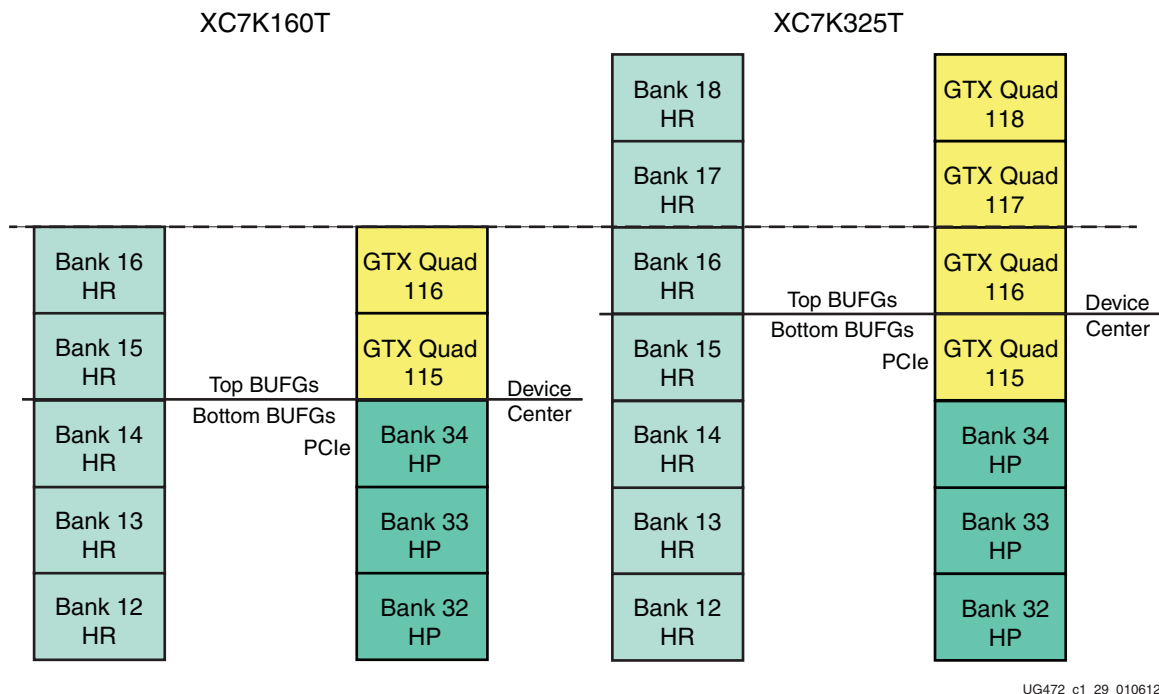 XC7K160T
Bank 16
HR
Bank 15
HR
Bank 14
HR
Bank 13
HR
Bank 12
HR
Top BUFGs
Bottom BUFGs
PCIe
GTX Quad
116
GTX Quad
115
Bank 34
HP
Bank 33
HP
Bank 32
HP
Device
Center
XC7K325T
Bank 18
HR
Bank 17
HR
Bank 16
HR
Bank 15
HR
Bank 14
HR
Bank 13
HR
Bank 12
HR
Top BUFGs
Bottom BUFGs
PCIe
GTX Quad
118
GTX Quad
117
GTX Quad
116
GTX Quad
115
Bank 34
HP
Bank 33
HP
Bank 32
HP
Device
Center
UG472_c1_29_010612